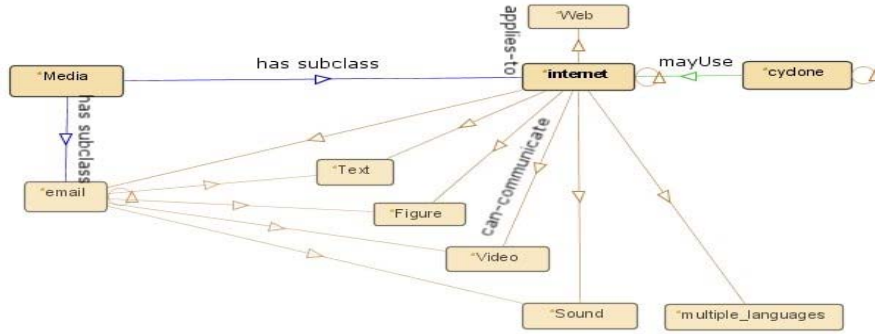 *Web
applies-to
has subclass
*Media
*internet
mayUse
*cyclone
has subclass
*Text
*email
can-communicate
*Figure
*Video
*Sound
*multiple_languages